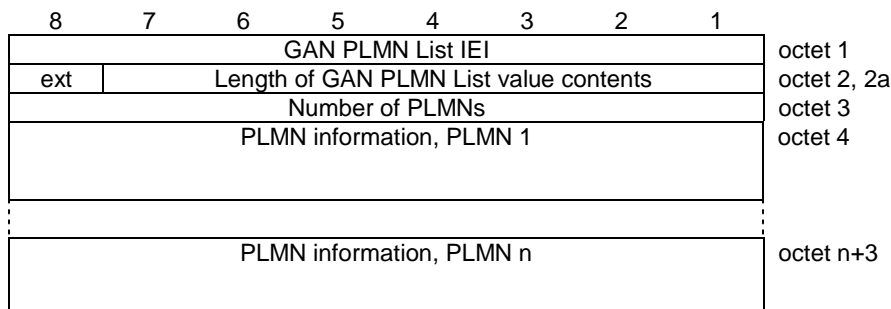 8 7 6 5 4 3 2 1
GAN PLMN List IEI octet 1
ext Length of GAN PLMN List value contents octet 2, 2a
Number of PLMNs octet 3
PLMN information, PLMN 1 octet 4
PLMN information, PLMN n octet n+3